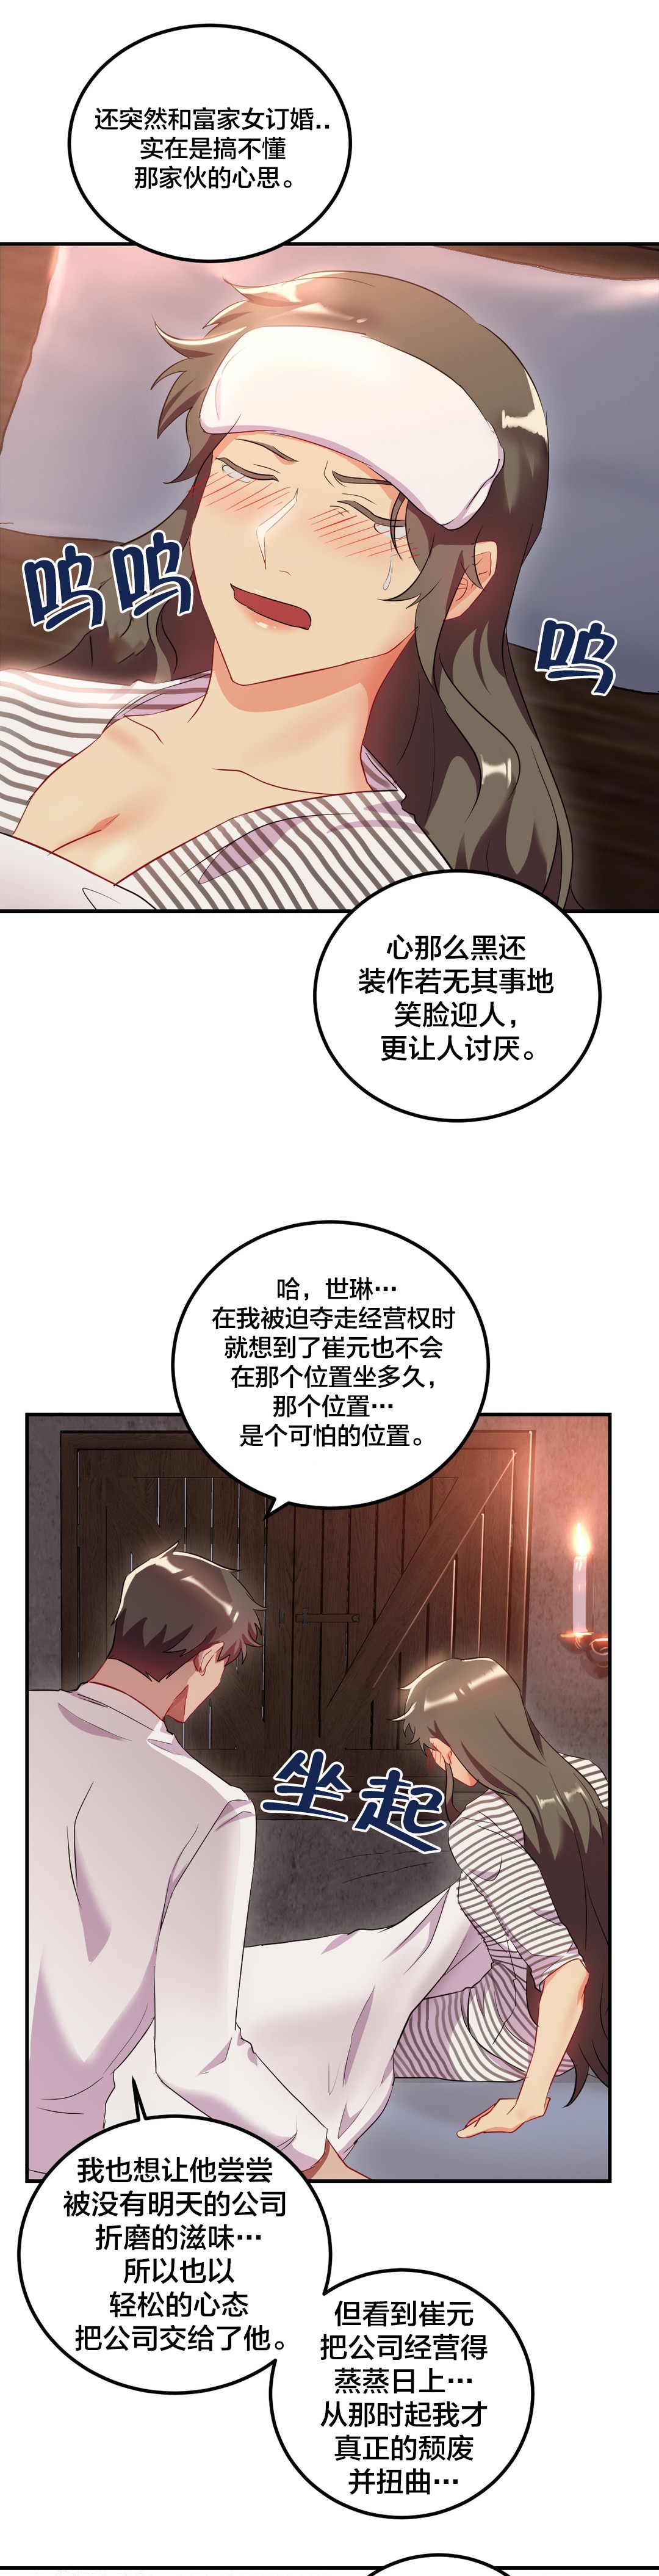 还突然和富家女订婚..
实在是搞不懂
那家伙的心思。
呜呜
呜
心那么黑还
装作若无其事地
笑脸迎人，
更让人讨厌。
哈，世琳…
在我被迫夺走经营权时
就想到了崔元也不会
在那个位置坐多久，
那个位置…
是个可怕的位置。
坐起
我也想让他尝尝
被没有明天的公司
折磨的滋味…
所以也以
轻松的心态
把公司交给了他。
但看到崔元
把公司经营得
蒸蒸日上…
从那时起我才
真正的颓废
并扭曲…